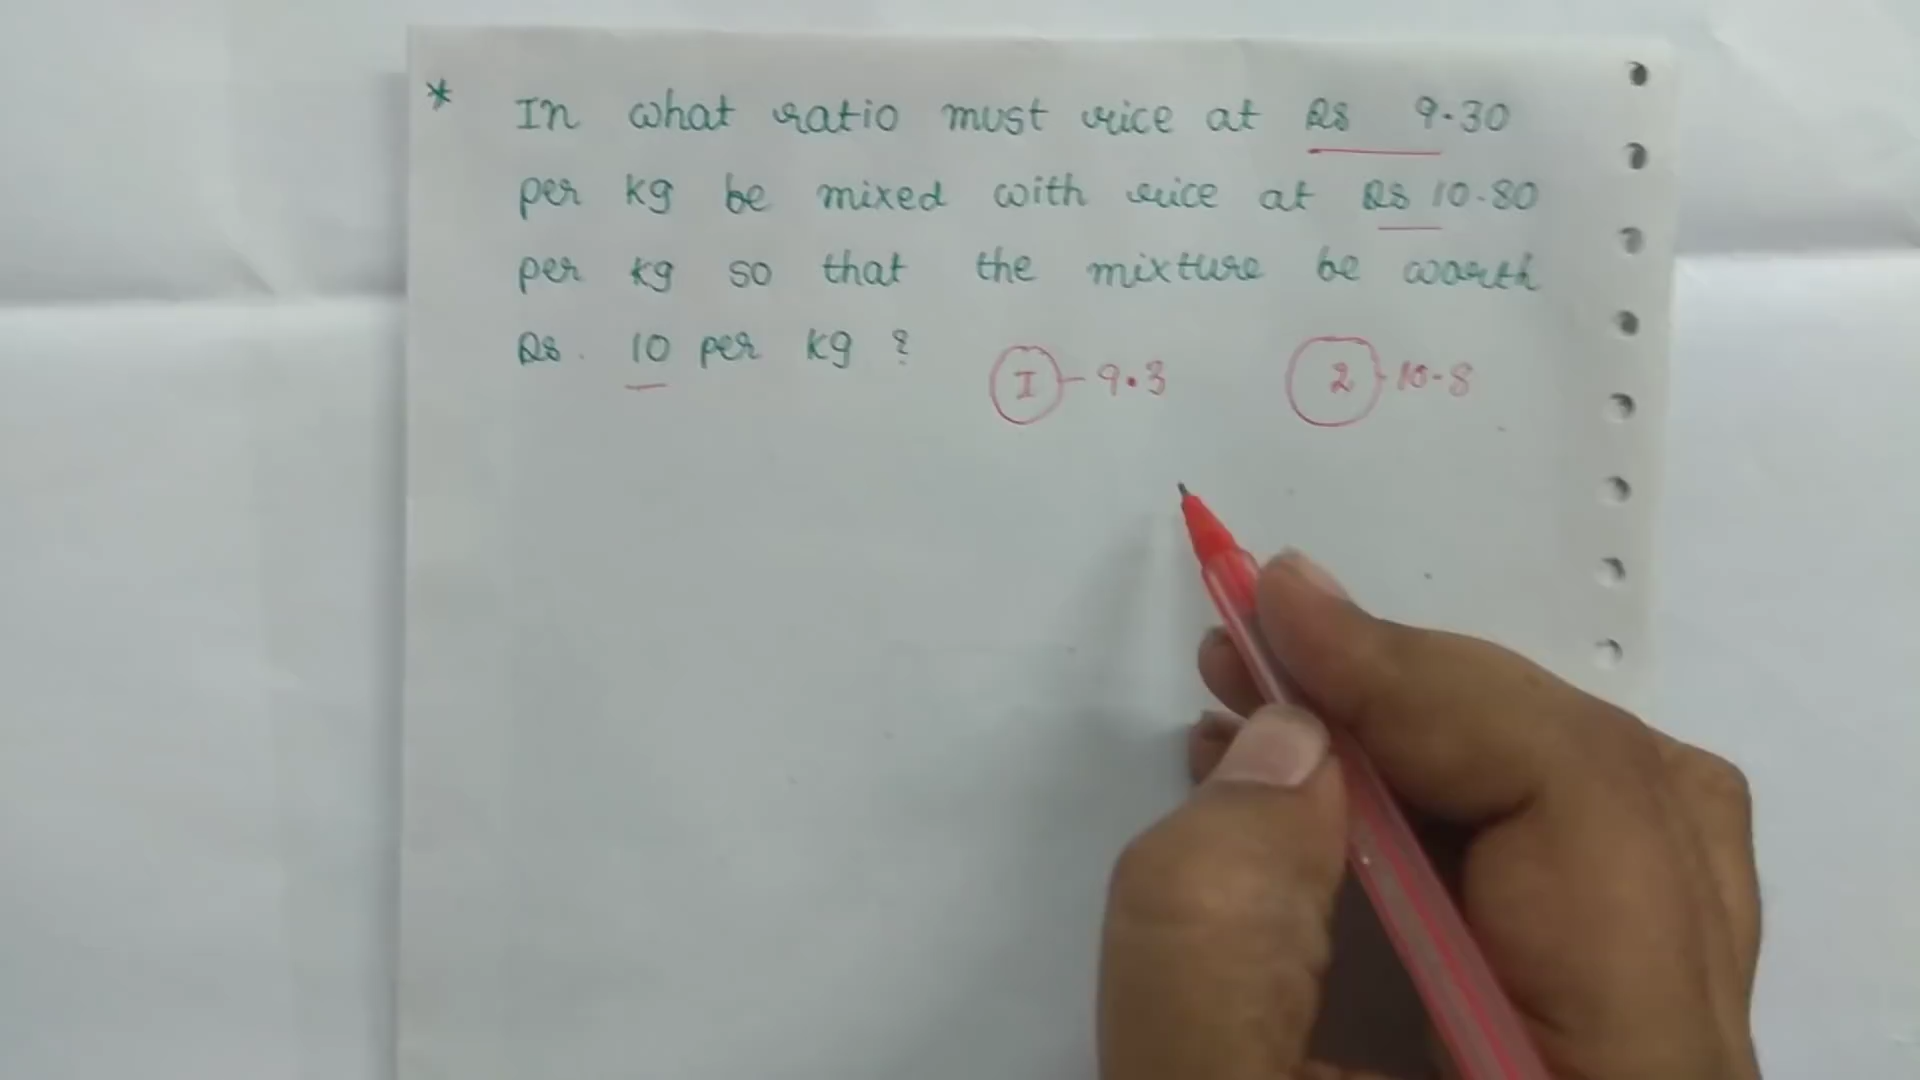 * In what ratio must rice at Rs 9.30
per kg be mixed with rice at Rs 10.80
per kg so that the mixture be worth
Rs. 10 per kg ?
I - 9.3 2 - 10.8